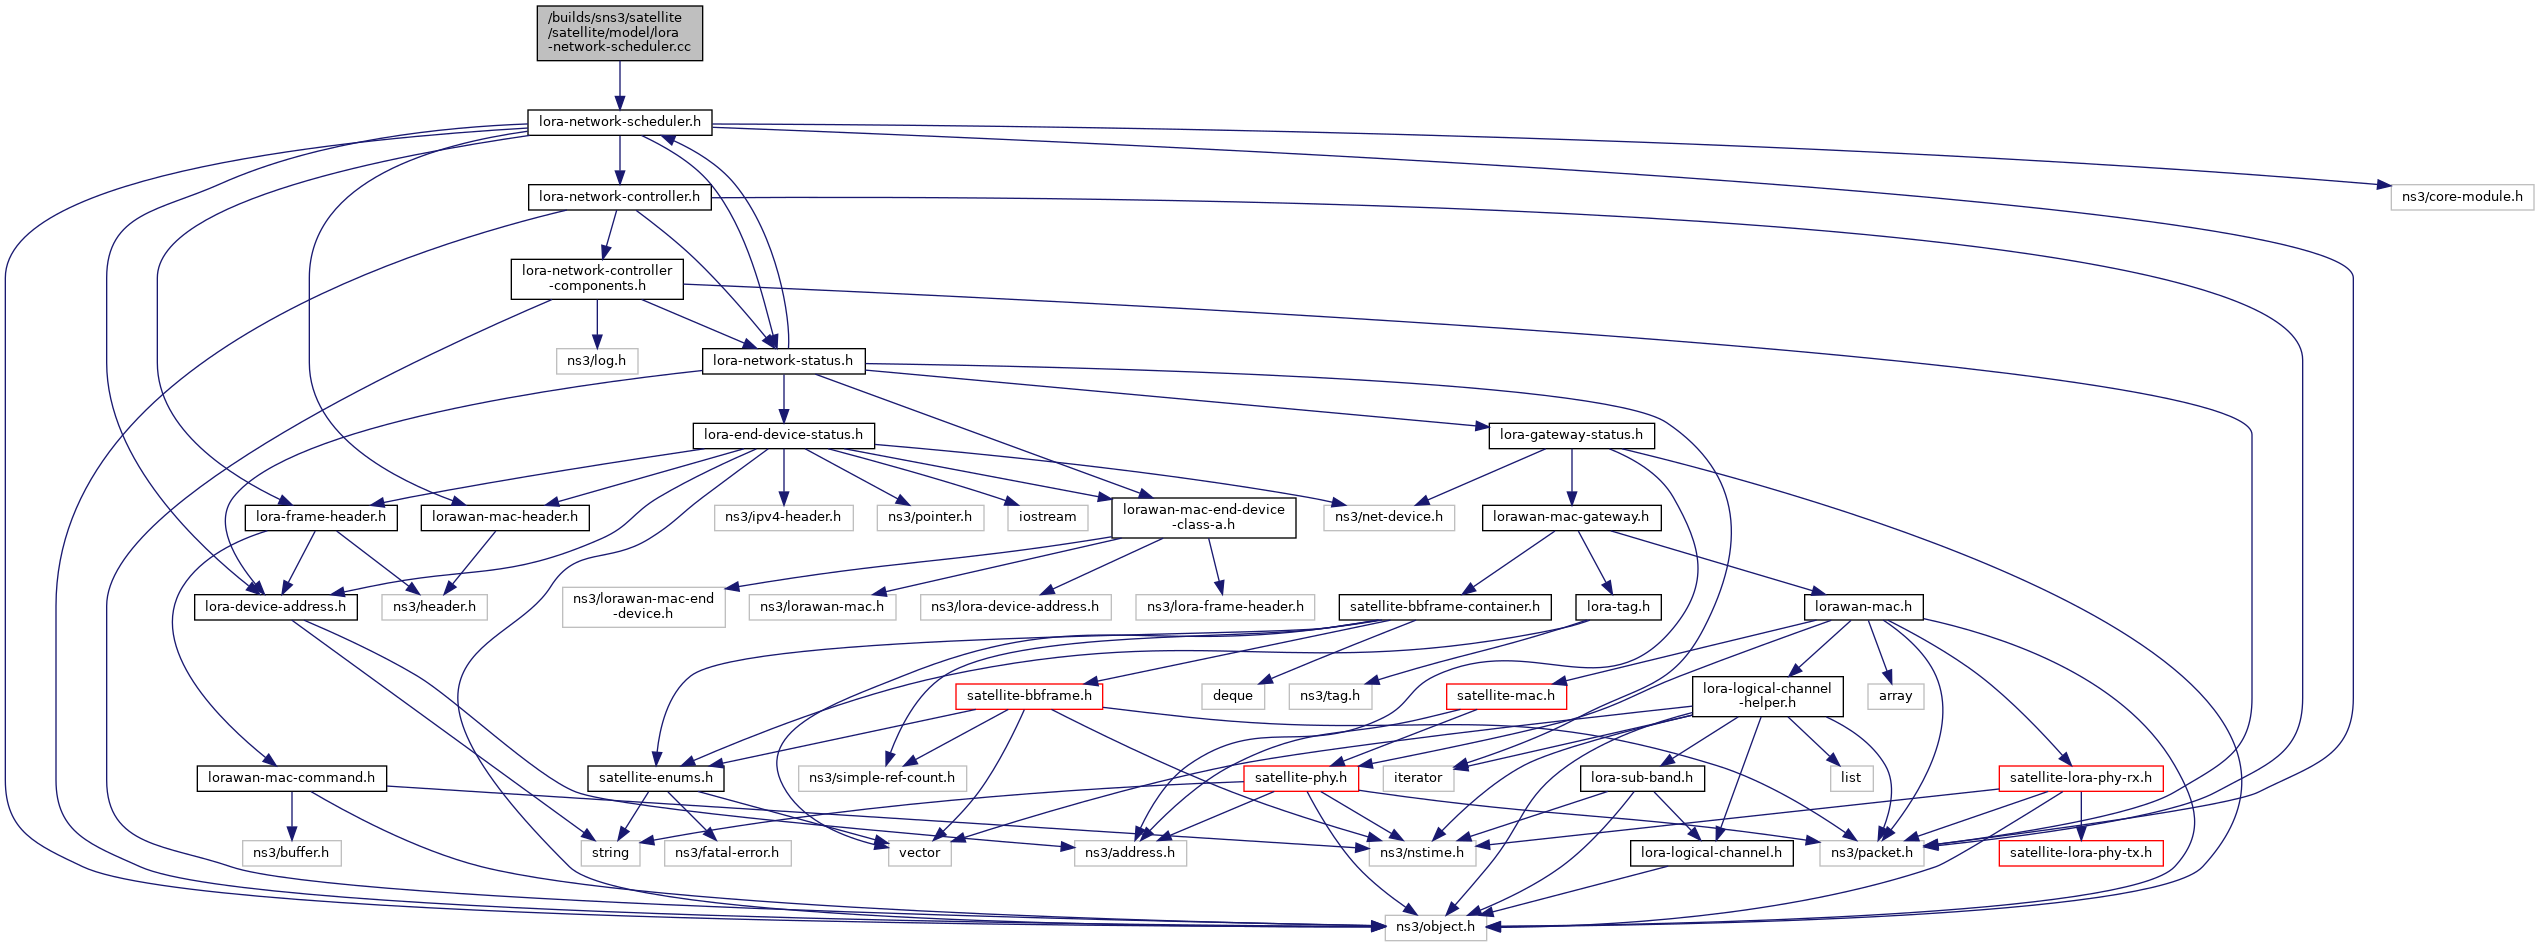 /builds/sns3/satellite
/satellite/model/lora
-network-scheduler.cc
lora-network-scheduler.h
lora-network-controller.h
ns3/core-module.h
lora-network-controller
-components.h
ns3/log.h
lora-network-status.h
lora-end-device-status.h
lora-gateway-status.h
lora-frame-header.h
lorawan-mac-header.h
ns3/ipv4-header.h
ns3/pointer.h
iostream
lorawan-mac-end-device
-class-a.h
ns3/net-device.h
lorawan-mac-gateway.h
lora-device-address.h
ns3/header.h
ns3/lorawan-mac-end
-device.h
ns3/lorawan-mac.h
ns3/lora-device-address.h
ns3/lora-frame-header.h
satellite-bbframe-container.h
lora-tag.h
lorawan-mac.h
satellite-bbframe.h
deque
ns3/tag.h
satellite-mac.h
lora-logical-channel
-helper.h
array
lorawan-mac-command.h
satellite-enums.h
ns3/simple-ref-count.h
satellite-phy.h
iterator
lora-sub-band.h
list
satellite-lora-phy-rx.h
ns3/buffer.h
string
ns3/fatal-error.h
vector
ns3/address.h
ns3/nstime.h
lora-logical-channel.h
ns3/packet.h
satellite-lora-phy-tx.h
ns3/object.h